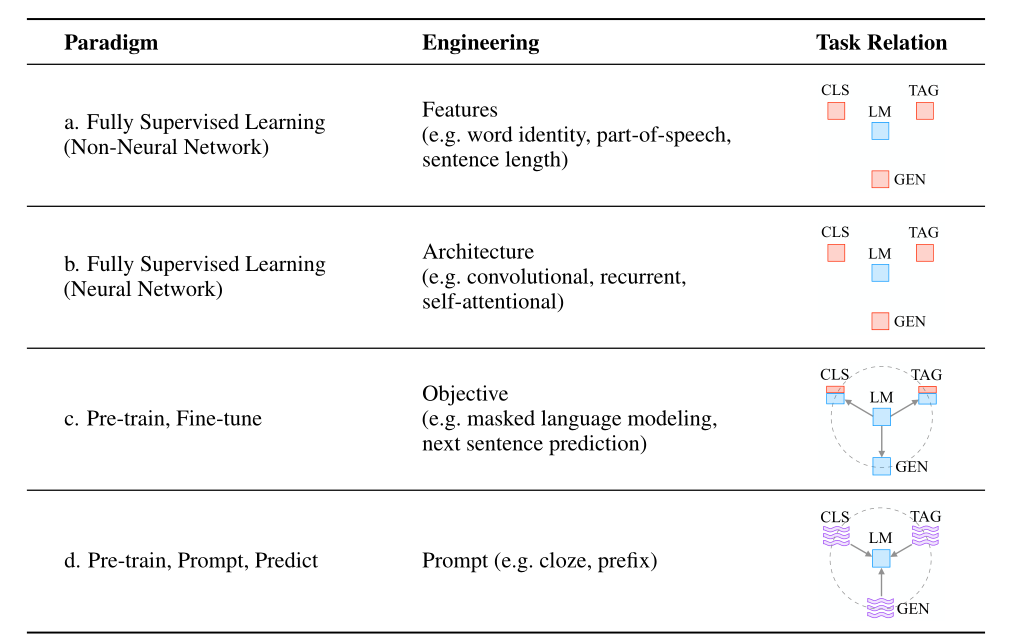 Paradigm Engineering Task Relation
a. Fully Supervised Learning
(Non-Neural Network)
Features
(e.g. word identity, part-of-speech,
sentence length)
CLS TAG
LM
GEN
b. Fully Supervised Learning
(Neural Network)
Architecture
(e.g. convolutional, recurrent,
self-attentional)
CLS TAG
LM
GEN
c. Pre-train, Fine-tune
Objective
(e.g. masked language modeling,
next sentence prediction)
CLS TAG
LM
GEN
d. Pre-train, Prompt, Predict
Prompt (e.g. cloze, prefix)
CLS TAG
LM
GEN